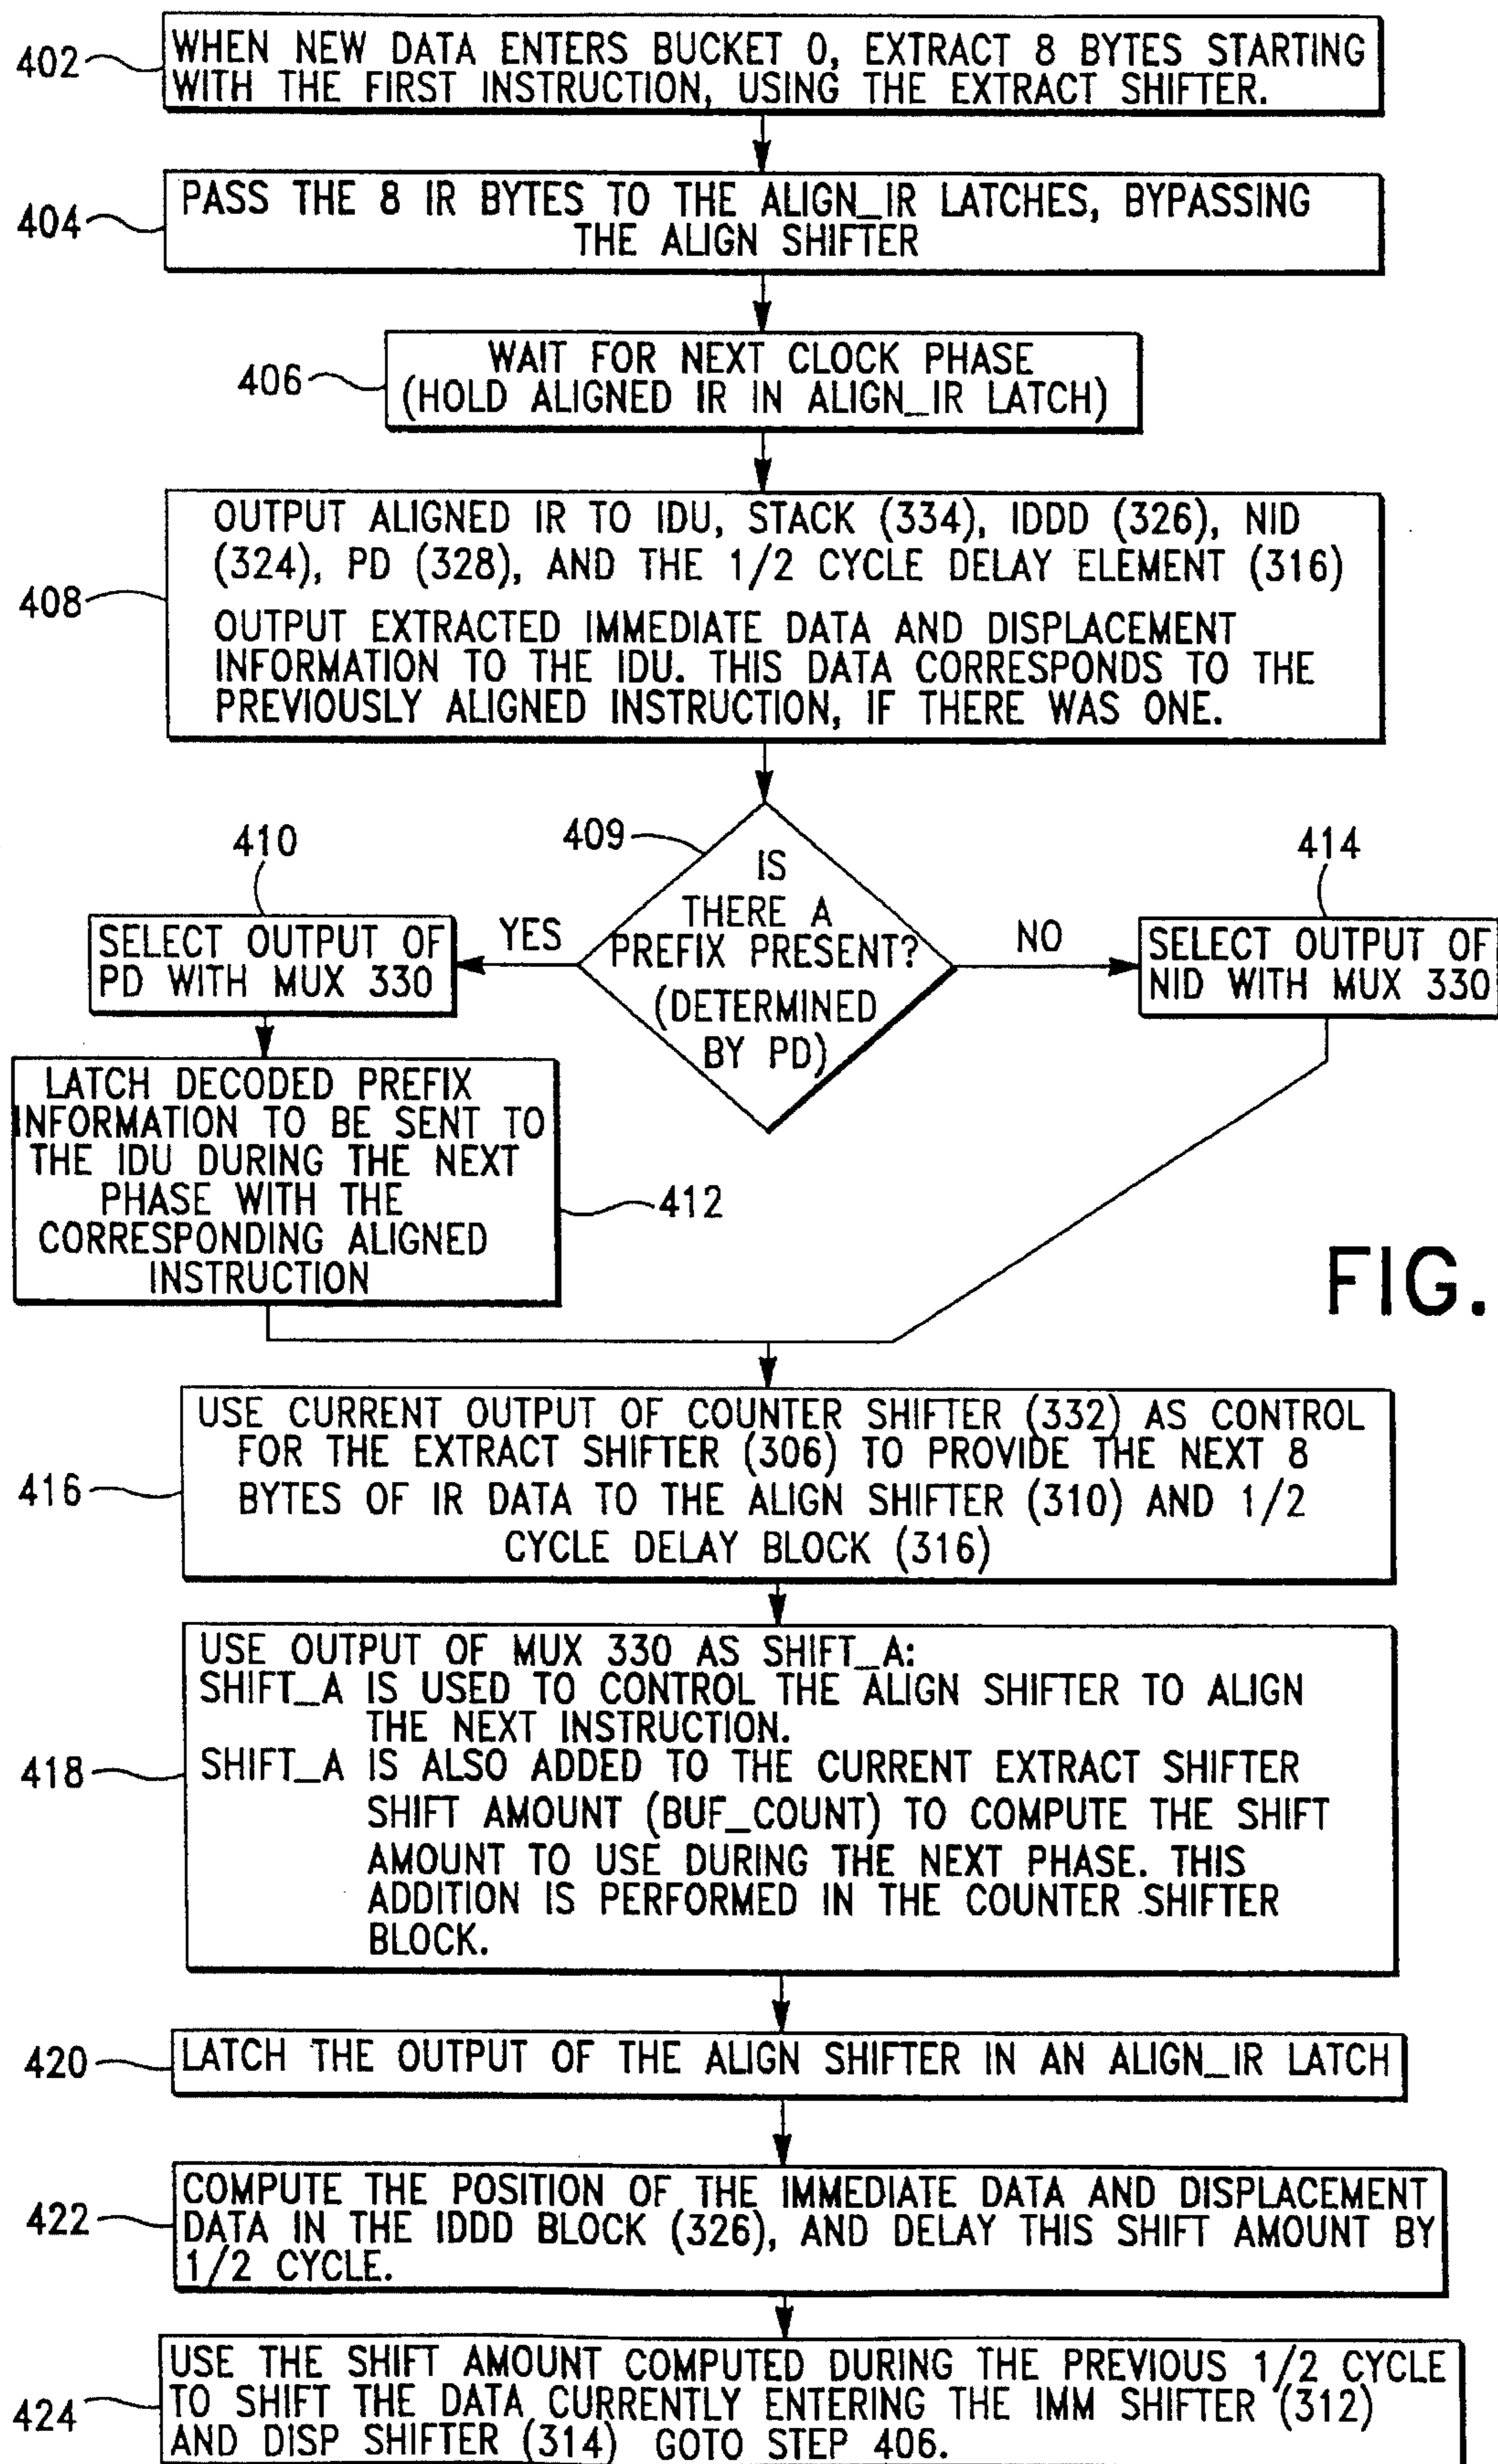 402
WHEN NEW DATA ENTERS BUCKET 0, EXTRACT 8 BYTES STARTING
WITH THE FIRST INSTRUCTION, USING THE EXTRACT SHIFTER.
404
PASS THE 8 IR BYTES TO THE ALIGN_IR LATCHES, BYPASSING
THE ALIGN SHIFTER
406
WAIT FOR NEXT CLOCK PHASE
(HOLD ALIGNED IR IN ALIGN_IR LATCH)
408
OUTPUT ALIGNED IR TO IDU, STACK (334), IDDD (326), NID
(324), PD (328), AND THE 1/2 CYCLE DELAY ELEMENT (316)
OUTPUT EXTRACTED IMMEDIATE DATA AND DISPLACEMENT
INFORMATION TO THE IDU. THIS DATA CORRESPONDS TO THE
PREVIOUSLY ALIGNED INSTRUCTION, IF THERE WAS ONE.
409
IS
THERE A
PREFIX PRESENT?
(DETERMINED
BY PD)
YES
NO
410
SELECT OUTPUT OF
PD WITH MUX 330
414
SELECT OUTPUT OF
NID WITH MUX 330
LATCH DECODED PREFIX
INFORMATION TO BE SENT TO
THE IDU DURING THE NEXT
PHASE WITH THE
CORRESPONDING ALIGNED
INSTRUCTION
412
FIG.
416
USE CURRENT OUTPUT OF COUNTER SHIFTER (332) AS CONTROL
FOR THE EXTRACT SHIFTER (306) TO PROVIDE THE NEXT 8
BYTES OF IR DATA TO THE ALIGN SHIFTER (310) AND 1/2
CYCLE DELAY BLOCK (316)
418
USE OUTPUT OF MUX 330 AS SHIFT_A:
SHIFT_A IS USED TO CONTROL THE ALIGN SHIFTER TO ALIGN
THE NEXT INSTRUCTION.
SHIFT_A IS ALSO ADDED TO THE CURRENT EXTRACT SHIFTER
SHIFT AMOUNT (BUF_COUNT) TO COMPUTE THE SHIFT
AMOUNT TO USE DURING THE NEXT PHASE. THIS
ADDITION IS PERFORMED IN THE COUNTER SHIFTER
BLOCK.
420
LATCH THE OUTPUT OF THE ALIGN SHIFTER IN AN ALIGN_IR LATCH
422
COMPUTE THE POSITION OF THE IMMEDIATE DATA AND DISPLACEMENT
DATA IN THE IDDD BLOCK (326), AND DELAY THIS SHIFT AMOUNT BY
1/2 CYCLE.
424
USE THE SHIFT AMOUNT COMPUTED DURING THE PREVIOUS 1/2 CYCLE
TO SHIFT THE DATA CURRENTLY ENTERING THE IMM SHIFTER (312)
AND DISP SHIFTER (314) GOTO STEP 406.